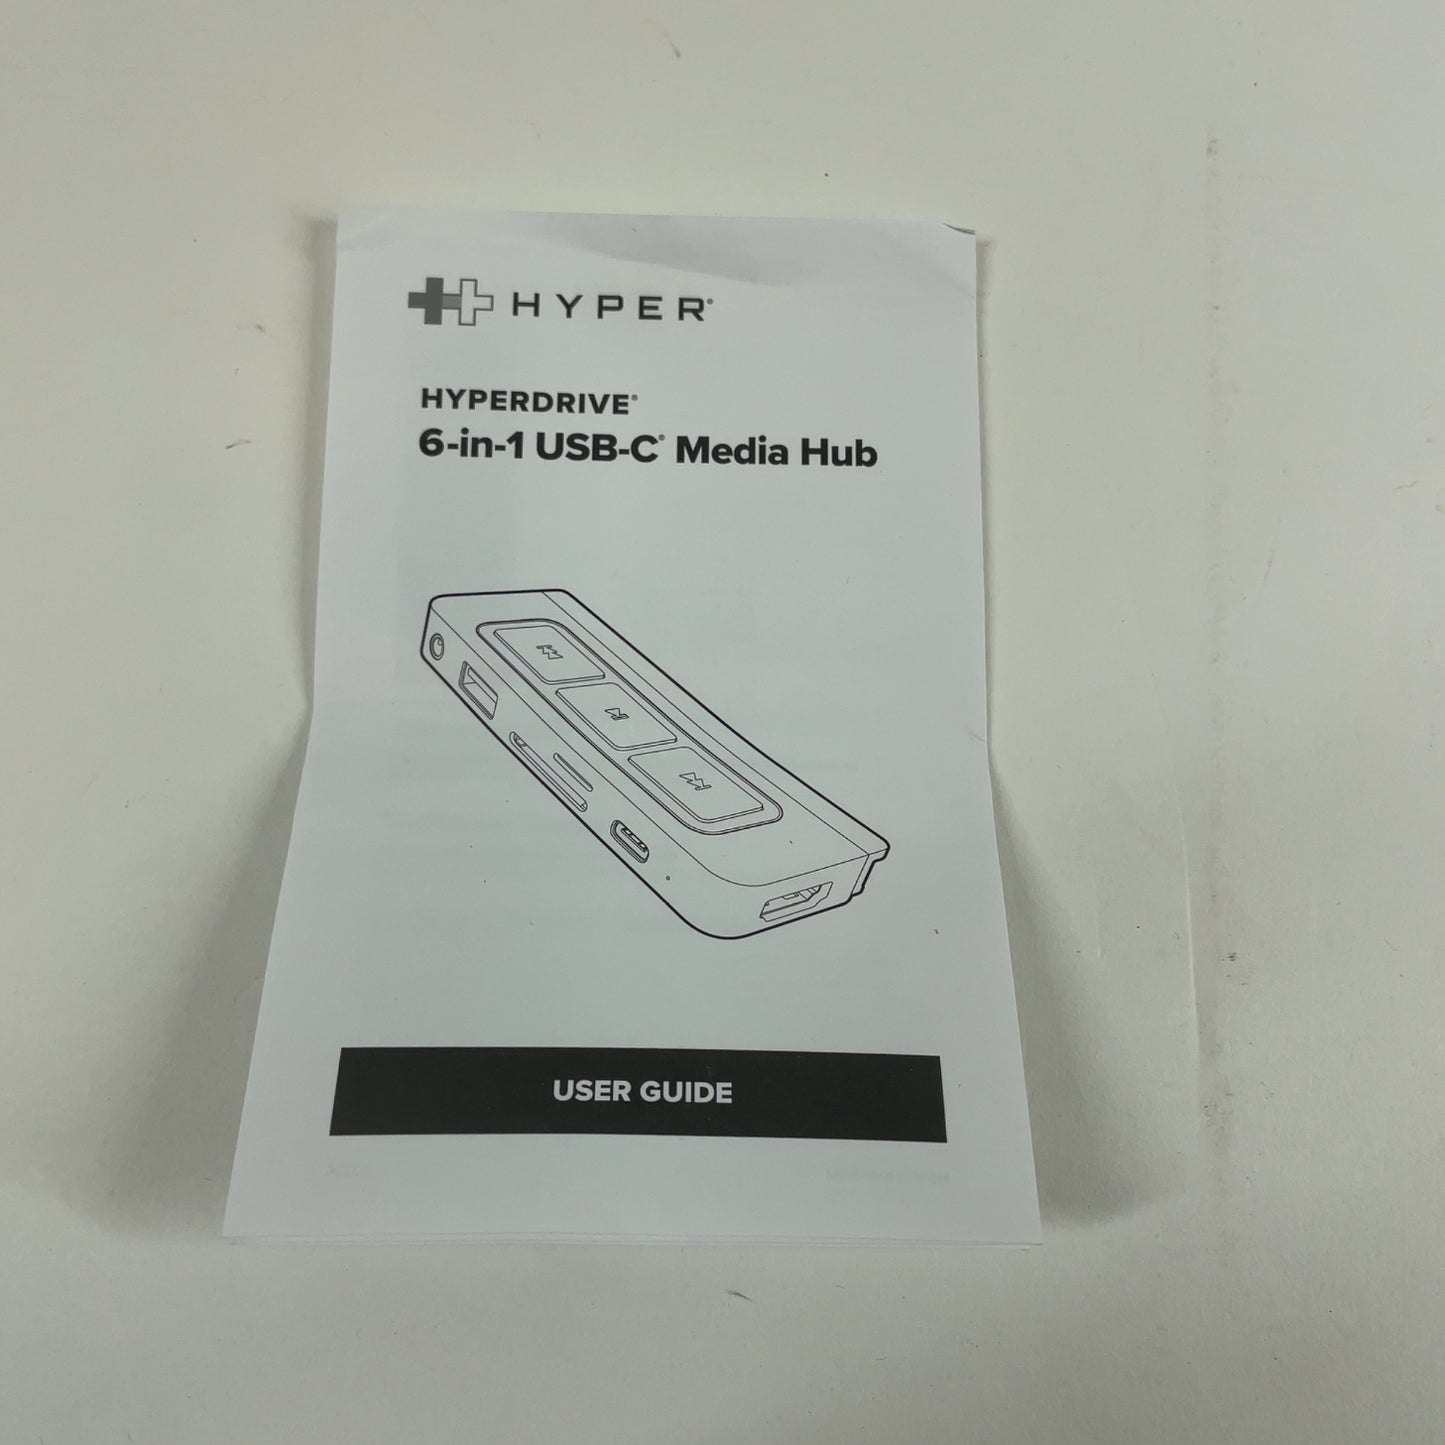 HYPER®
HYPERDRIVE®
6-in-1 USB-C® Media Hub
USER GUIDE